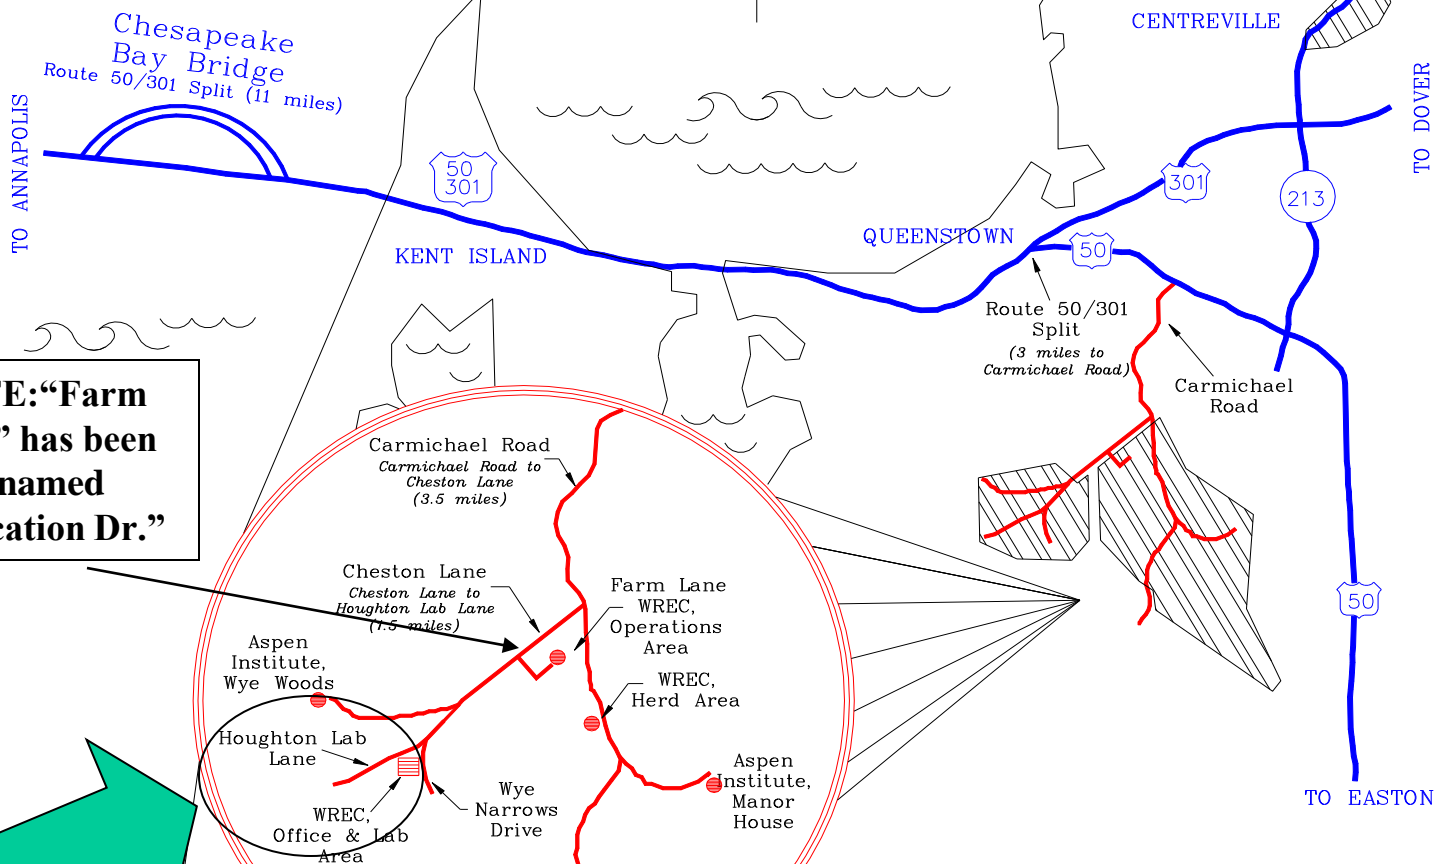 Chesapeake
Bay Bridge
Route 50/301 Split (11 miles)
TO ANNAPOLIS
50
301
KENT ISLAND
CENTREVILLE
TO DOVER
301
213
QUEENSTOWN
50
Route 50/301
Split
(3 miles to
Carmichael Road)
Carmichael
Road
E:“Farm
” has been
named
cation Dr.”
Carmichael Road
Carmichael Road to
Cheston Lane
(3.5 miles)
Cheston Lane
Cheston Lane to
Houghton Lab Lane
(1.5 miles)
Farm Lane
WREC,
Operations
Area
Aspen
Institute,
Wye Woods
WREC,
Herd Area
Houghton Lab
Lane
WREC,
Office & Lab
Area
Wye
Narrows
Drive
Aspen
Institute,
Manor
House
50
TO EASTON